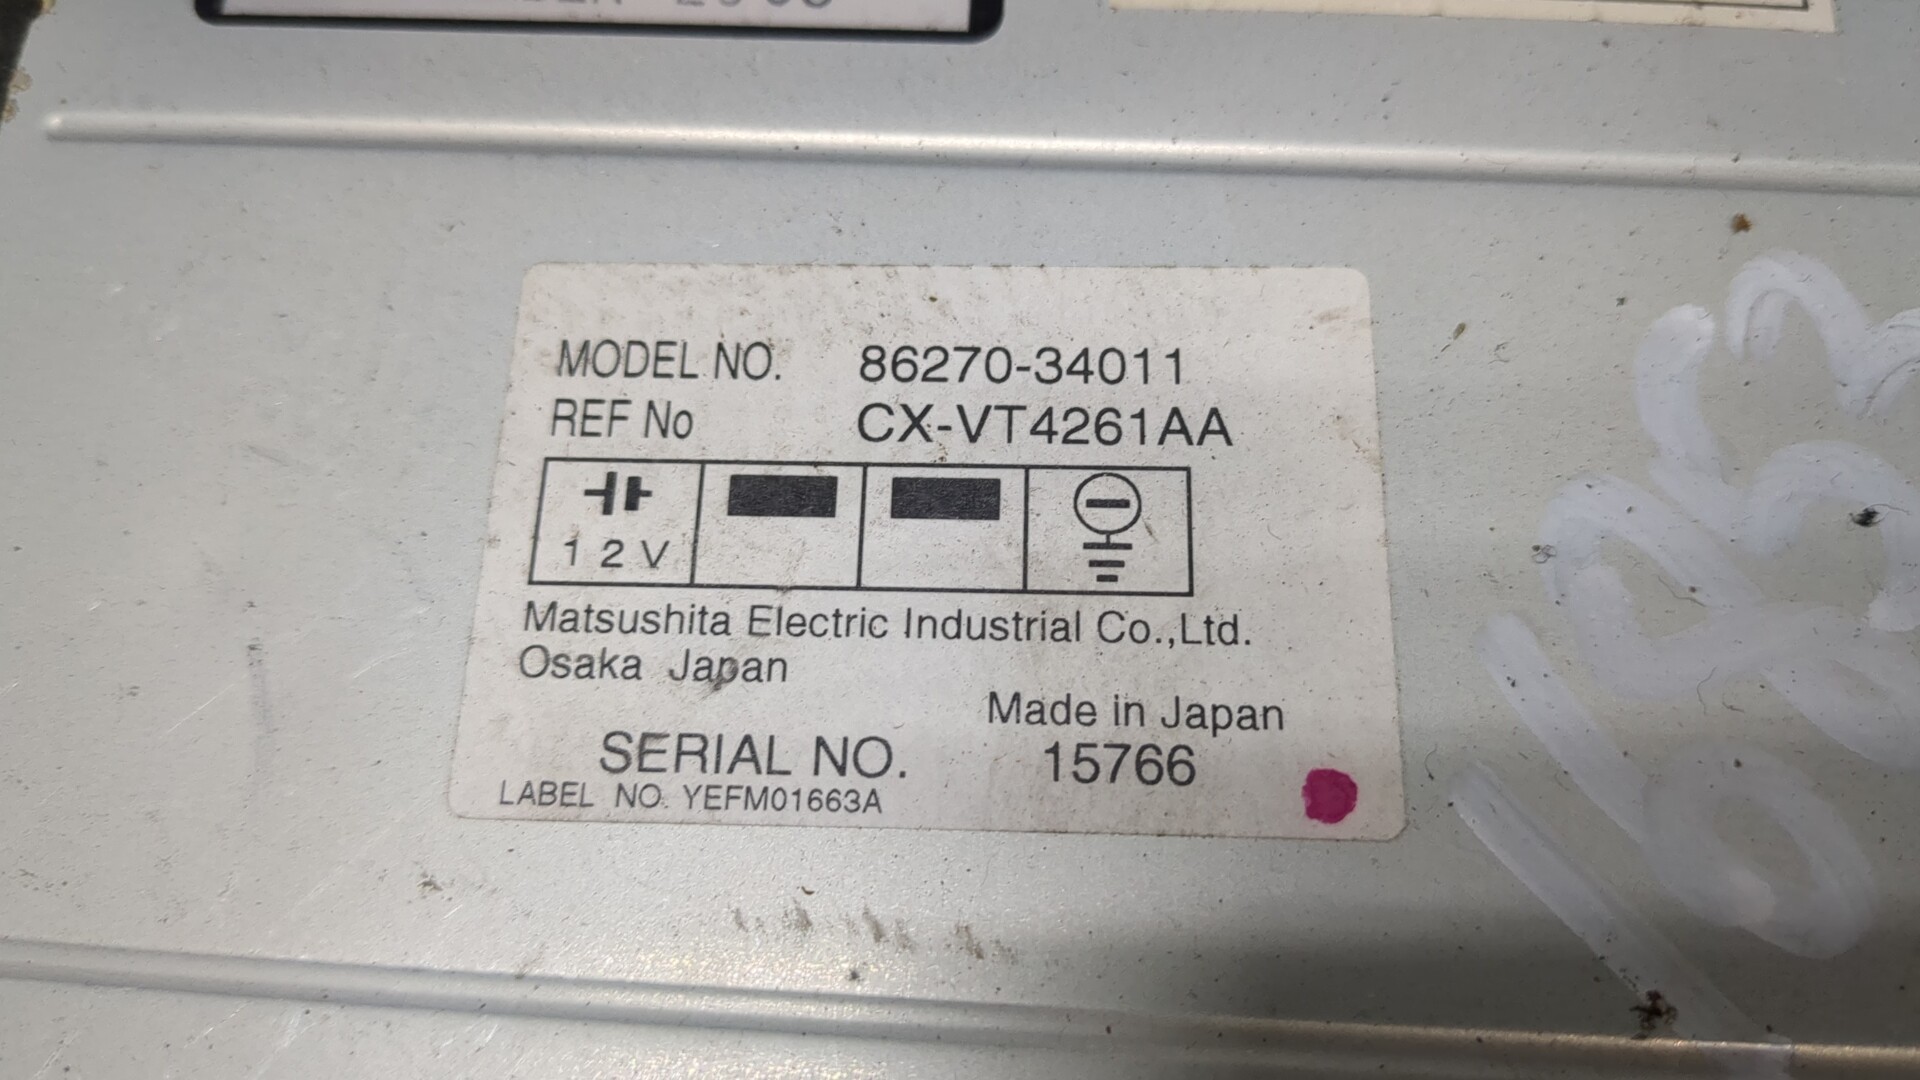 MODEL NO. 86270-34011
REF No CX-VT4261AA
12V
Matsushita Electric Industrial Co.,Ltd.
Osaka Japan
Made in Japan
SERIAL NO. 15766
LABEL NO. YEFM01663A